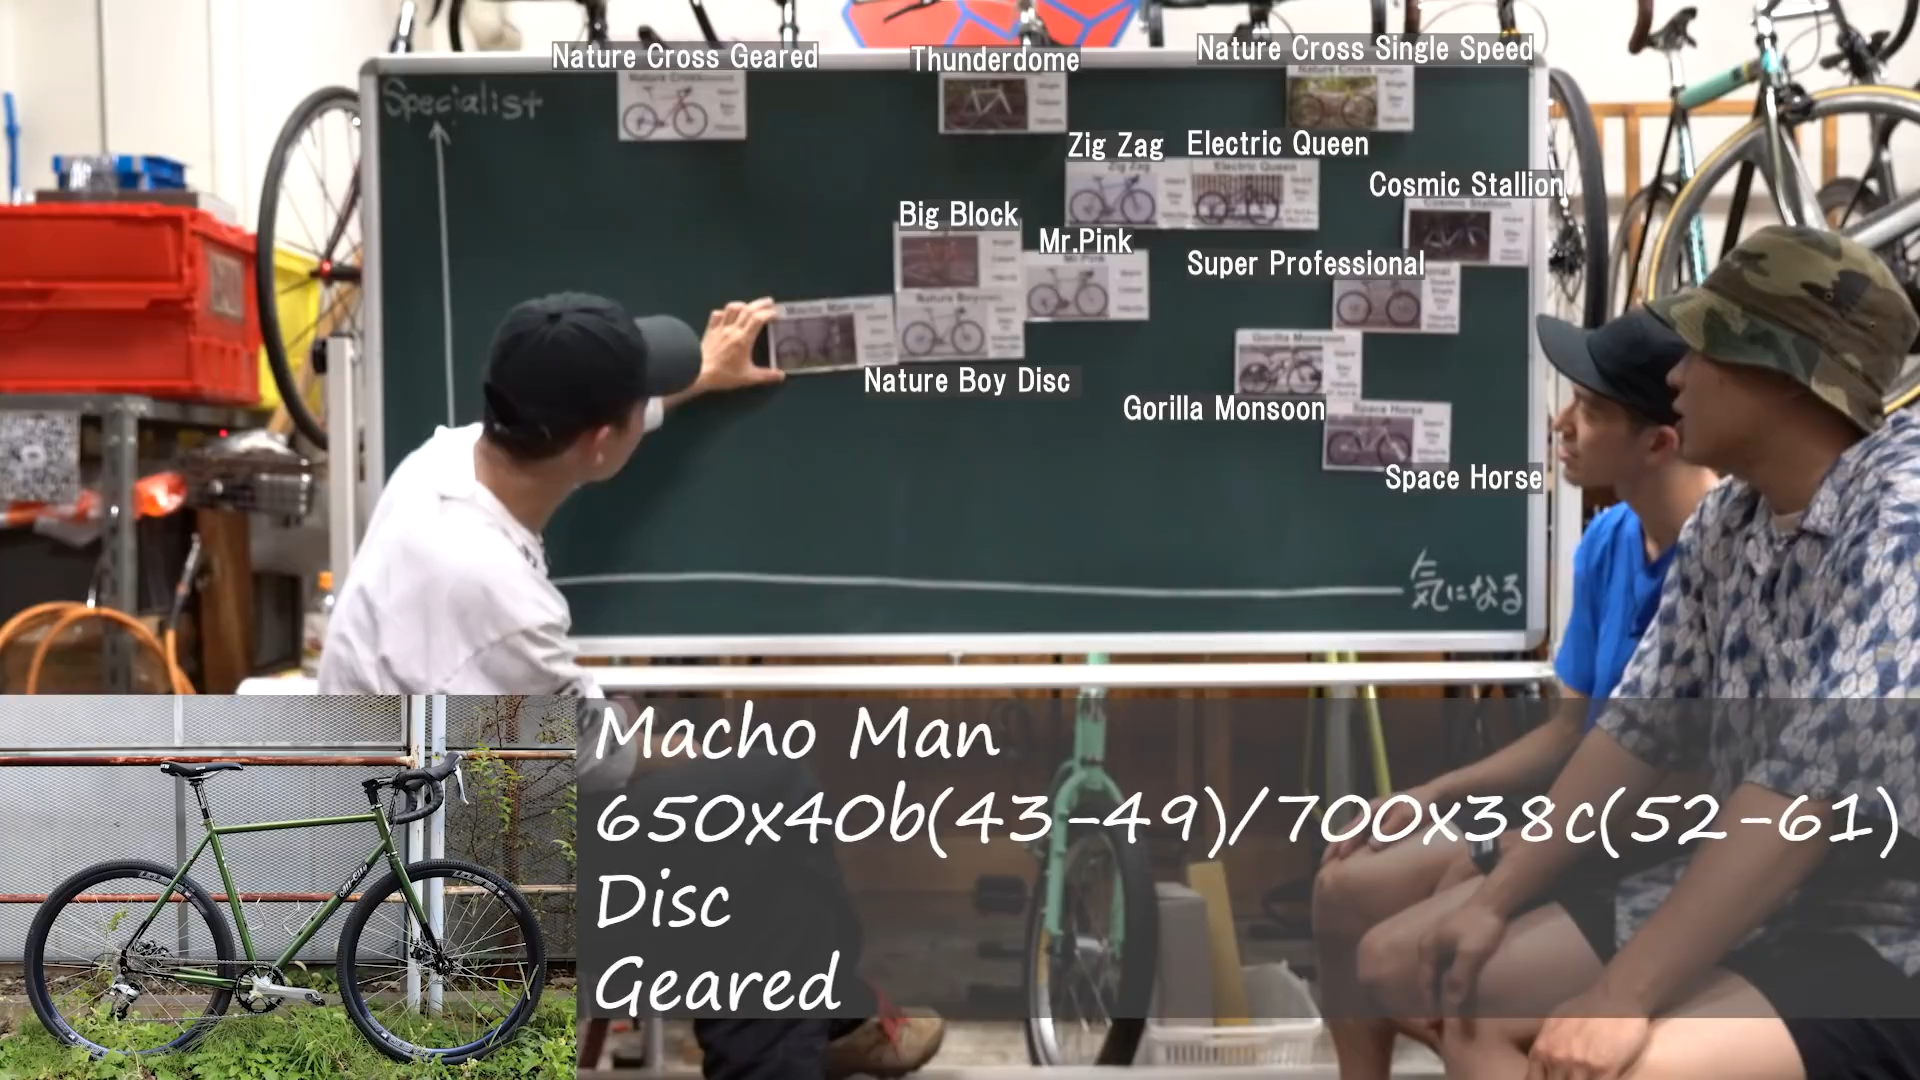 Nature Cross Geared
Thunderdome
Nature Cross Single Speed
Specialist
Zig Zag
Electric Queen
Cosmic Stallion
Big Block
Mr.Pink
Super Professional
Nature Boy Disc
Gorilla Monsoon
Space Horse
気になる
Macho Man
650x40b(43-49)/700x38c(52-61)
Disc
Geared